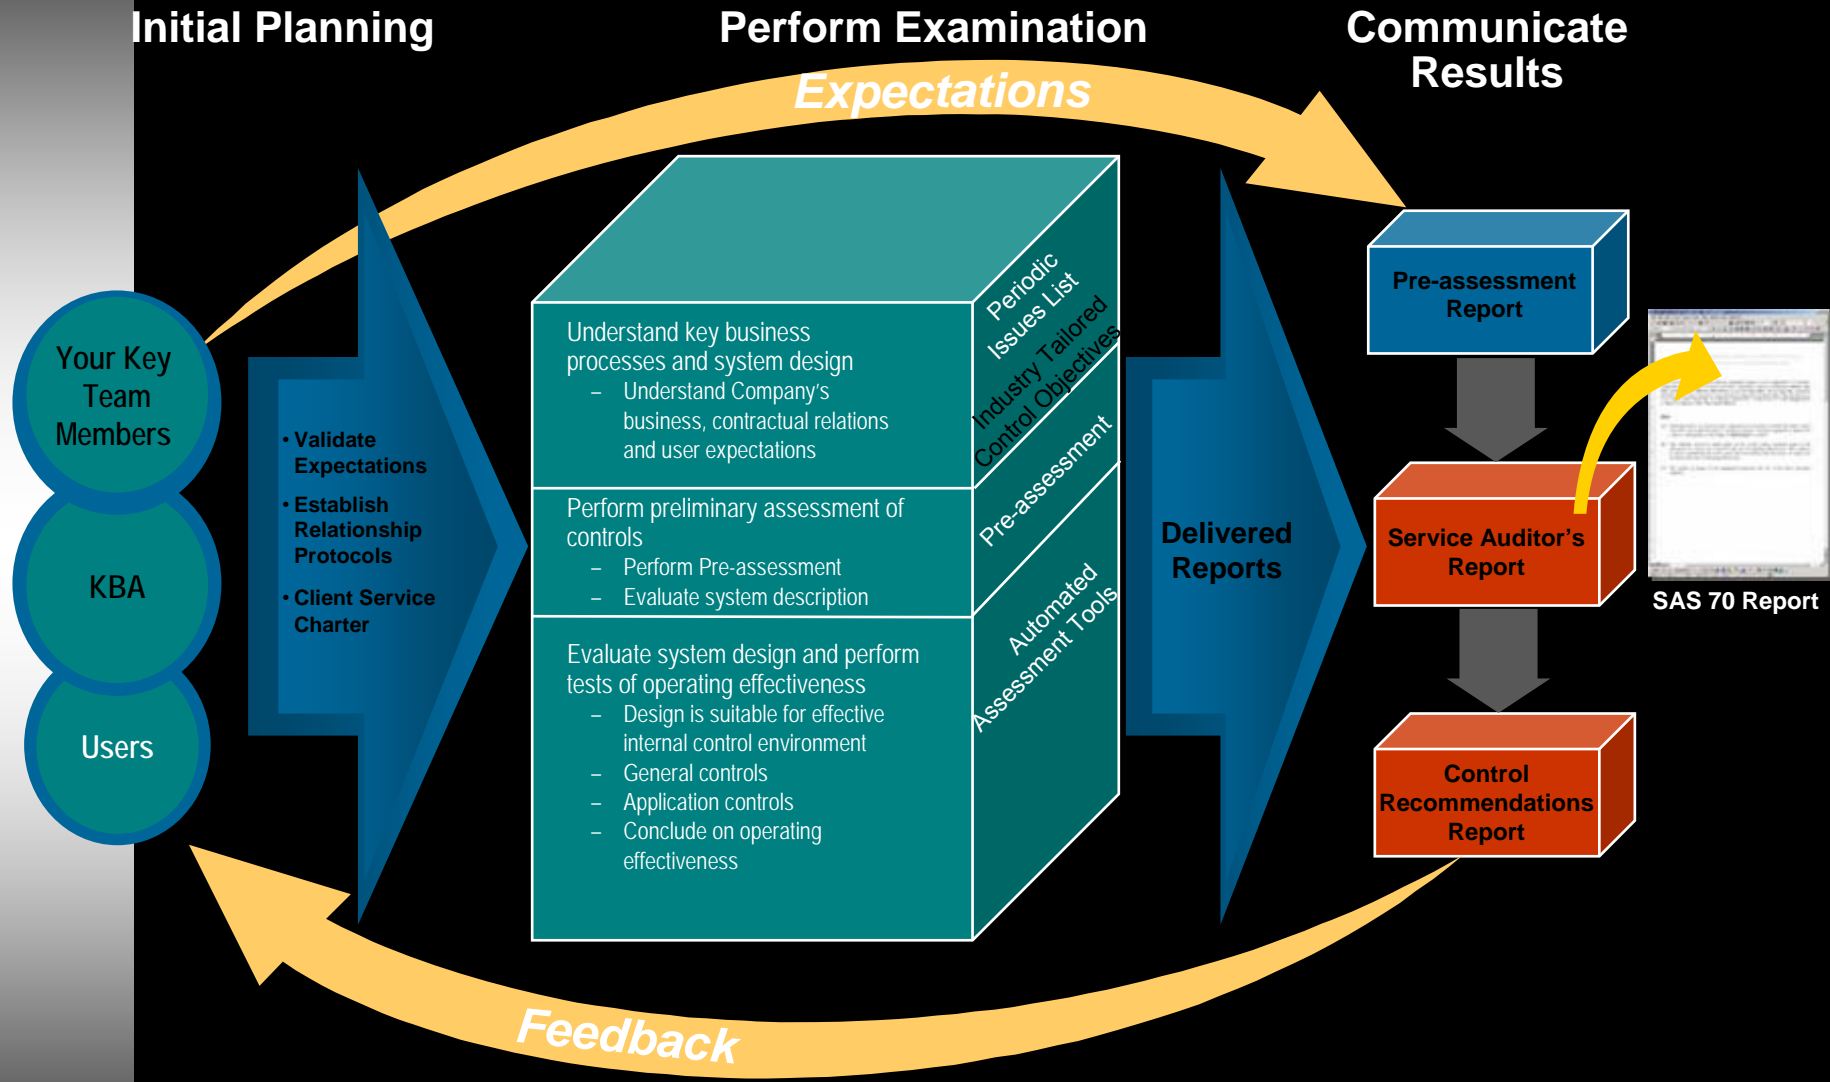 Initial Planning
Perform Examination
Communicate
Results
Expectations
Your Key
Team
Members
KBA
Users
• Validate
Expectations
• Establish
Relationship
Protocols
• Client Service
Charter
Understand key business
processes and system design
– Understand Company's
business, contractual relations
and user expectations
Perform preliminary assessment of
controls
– Perform Pre-assessment
– Evaluate system description
Evaluate system design and perform
tests of operating effectiveness
– Design is suitable for effective
internal control environment
– General controls
– Application controls
– Conclude on operating
effectiveness
Periodic
Issues List
Industry Tailored
Control Objectives
Pre-assessment
Automated
Assessment Tools
Delivered
Reports
Pre-assessment
Report
Service Auditor's
Report
SAS 70 Report
Control
Recommendations
Report
Feedback